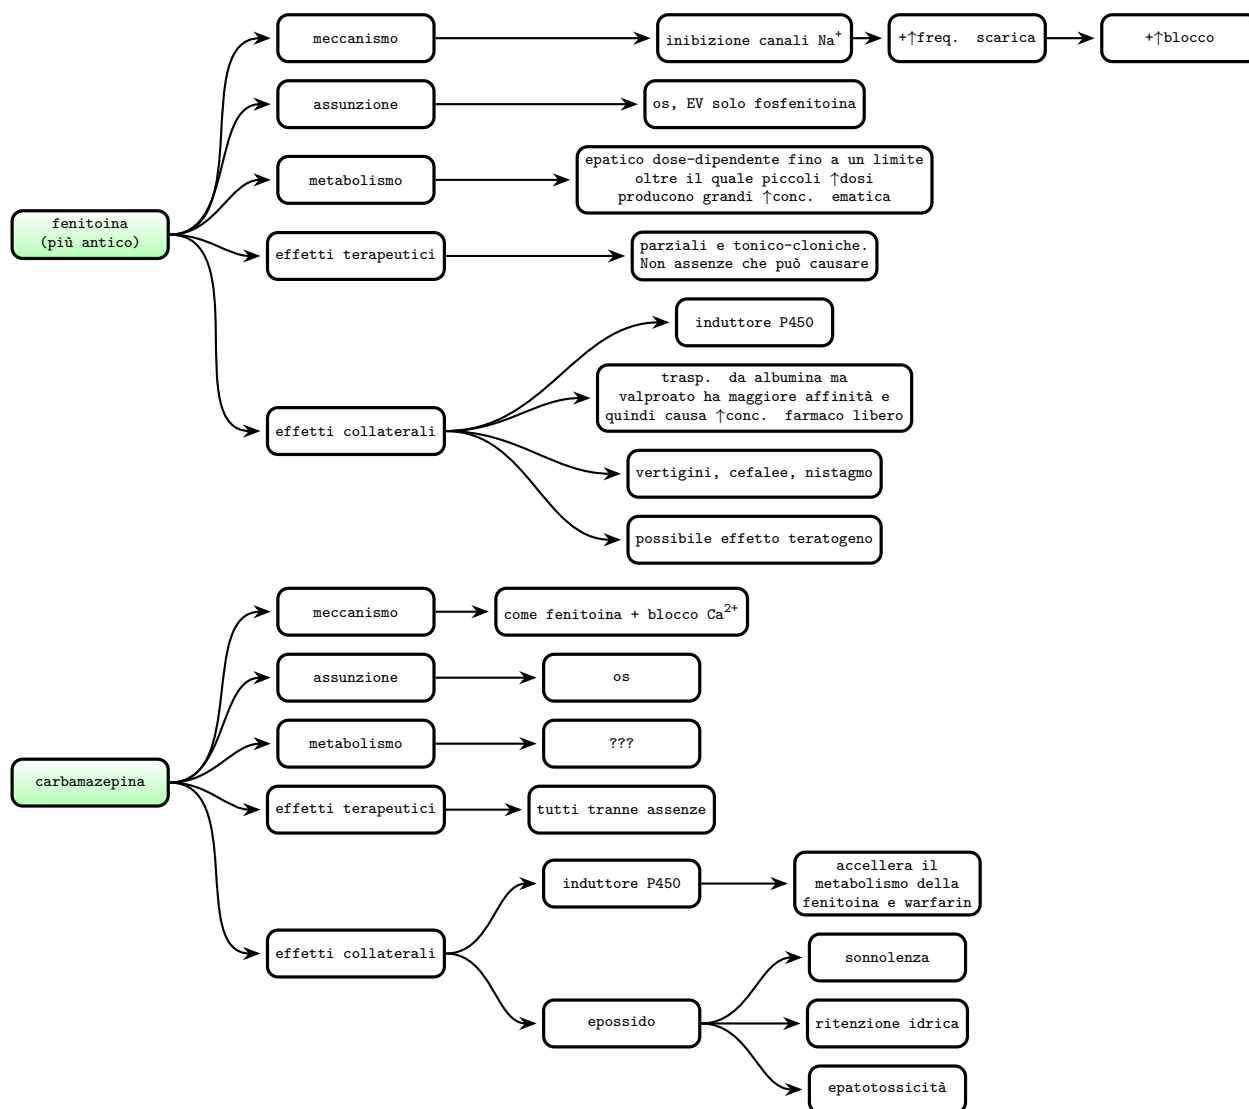 fenitoina
(più antico)
meccanismo
inibizione canali Na⁺
+↑freq. scarica
+↑blocco
assunzione
os, EV solo fosfenitoina
metabolismo
epatico dose-dipendente fino a un limite
oltre il quale piccoli ↑dosi
producono grandi ↑conc. ematica
effetti terapeutici
parziali e tonico-cloniche.
Non assenze che può causare
effetti collaterali
induttore P450
trasp. da albumina ma
valproato ha maggiore affinità e
quindi causa ↑conc. farmaco libero
vertigini, cefalee, nistagmo
possibile effetto teratogeno
carbamazepina
meccanismo
come fenitoina + blocco Ca²⁺
assunzione
os
metabolismo
???
effetti terapeutici
tutti tranne assenze
effetti collaterali
induttore P450
accellera il
metabolismo della
fenitoina e warfarin
epossido
sonnolenza
ritenzione idrica
epatotossicità